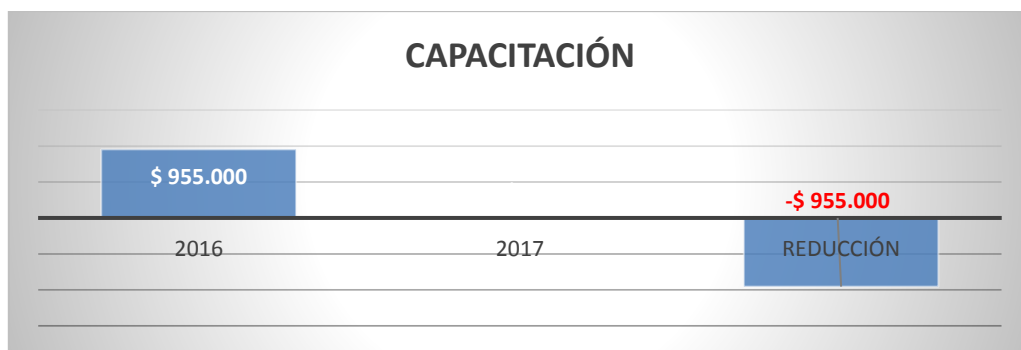 CAPACITACIÓN
$ 955.000
-$ 955.000
2016
2017
REDUCCIÓN